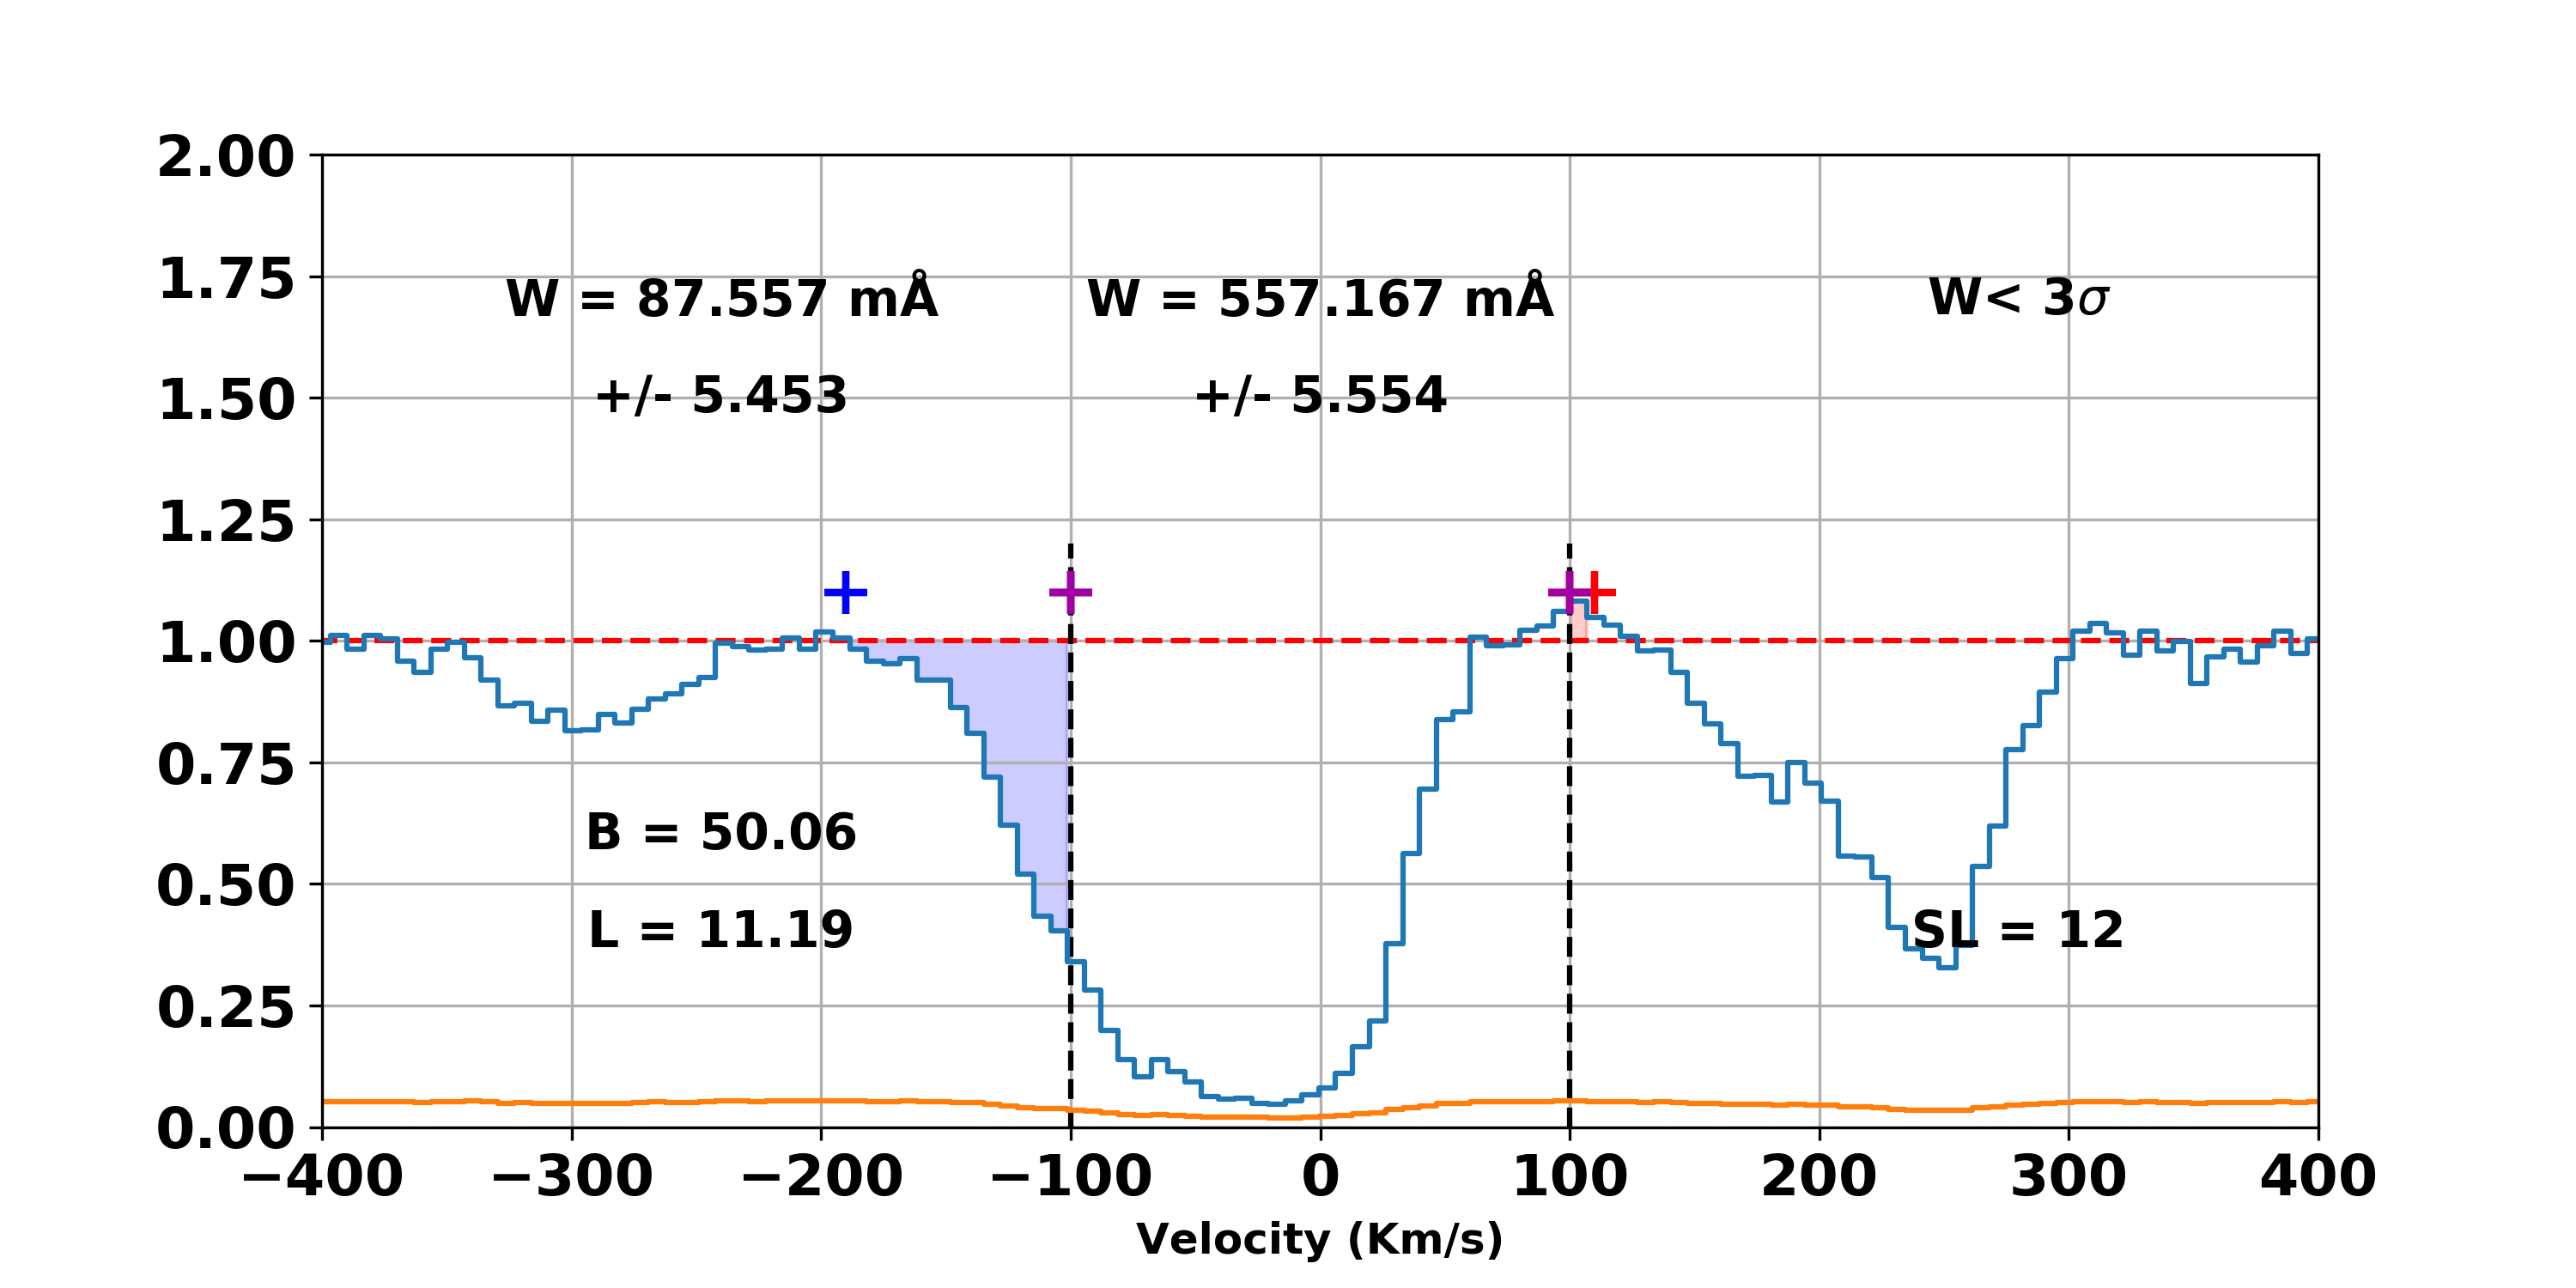 2.00
1.75
W = 87.557 mÅ W = 557.167 mÅ W< 3σ
1.50
+/- 5.453 +/- 5.554
1.25
1.00
0.75
B = 50.06
0.50
L = 11.19 SL = 12
0.25
0.00
−400 −300 −200 −100 0 100 200 300 400
Velocity (Km/s)